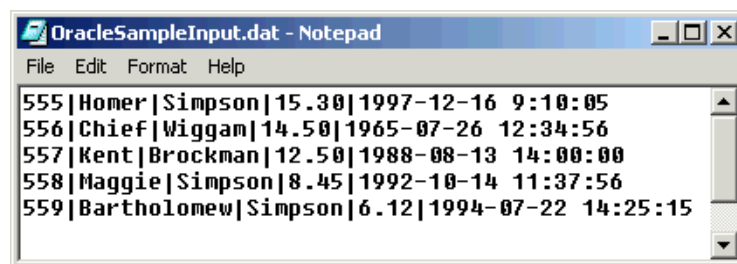 OracleSampleInput.dat - Notepad
File Edit Format Help
555|Homer|Simpson|15.30|1997-12-16 9:10:05
556|Chief|Wiggam|14.50|1965-07-26 12:34:56
557|Kent|Brockman|12.50|1988-08-13 14:00:00
558|Maggie|Simpson|8.45|1992-10-14 11:37:56
559|Bartholomew|Simpson|6.12|1994-07-22 14:25:15